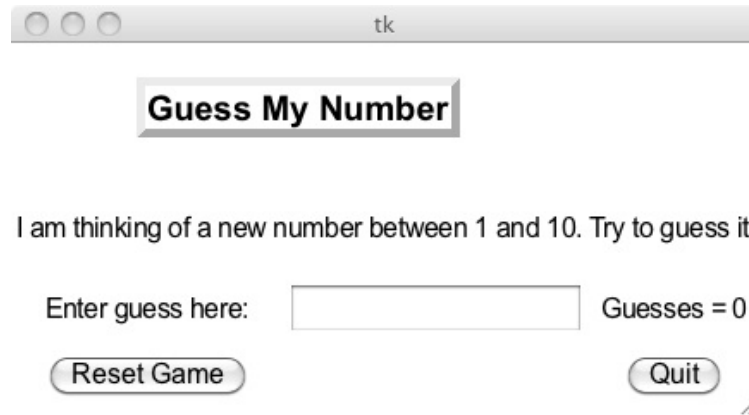 tk
Guess My Number
I am thinking of a new number between 1 and 10. Try to guess it
Enter guess here: Guesses = 0
Reset Game Quit